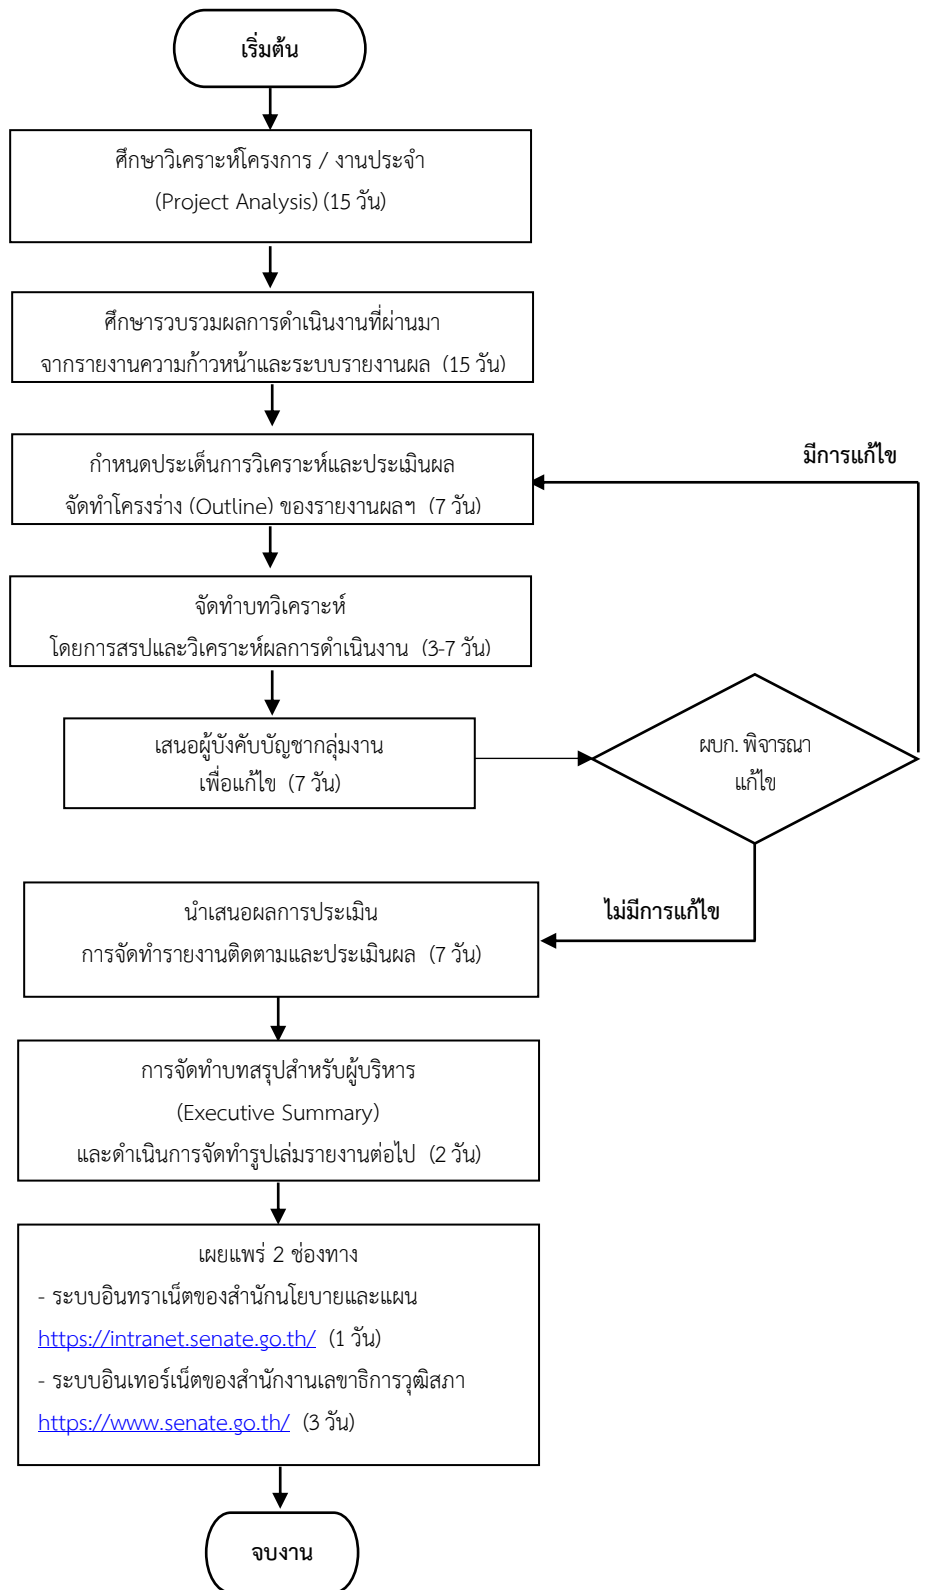 เริ่มต้น
ศึกษาวิเคราะห์โครงการ / งานประจำ
(Project Analysis) (15 วัน)
ศึกษารวบรวมผลการดำเนินงานที่ผ่านมา
จากรายงานความก้าวหน้าและระบบรายงานผล (15 วัน)
กำหนดประเด็นการวิเคราะห์และประเมินผล
จัดทำโครงร่าง (Outline) ของรายงานผลฯ (7 วัน)
มีการแก้ไข
จัดทำบทวิเคราะห์
โดยการสรุปและวิเคราะห์ผลการดำเนินงาน (3-7 วัน)
เสนอผู้บังคับบัญชากลุ่มงาน
เพื่อแก้ไข (7 วัน)
ผบก. พิจารณา
แก้ไข
ไม่มีการแก้ไข
นำเสนอผลการประเมิน
การจัดทำรายงานติดตามและประเมินผล (7 วัน)
การจัดทำบทสรุปสำหรับผู้บริหาร
(Executive Summary)
และดำเนินการจัดทำรูปเล่มรายงานต่อไป (2 วัน)
เผยแพร่ 2 ช่องทาง
- ระบบอินทราเน็ตของสำนักนโยบายและแผน
https://intranet.senate.go.th/ (1 วัน)
- ระบบอินเทอร์เน็ตของสำนักงานเลขาธิการวุฒิสภา
https://www.senate.go.th/ (3 วัน)
จบงาน